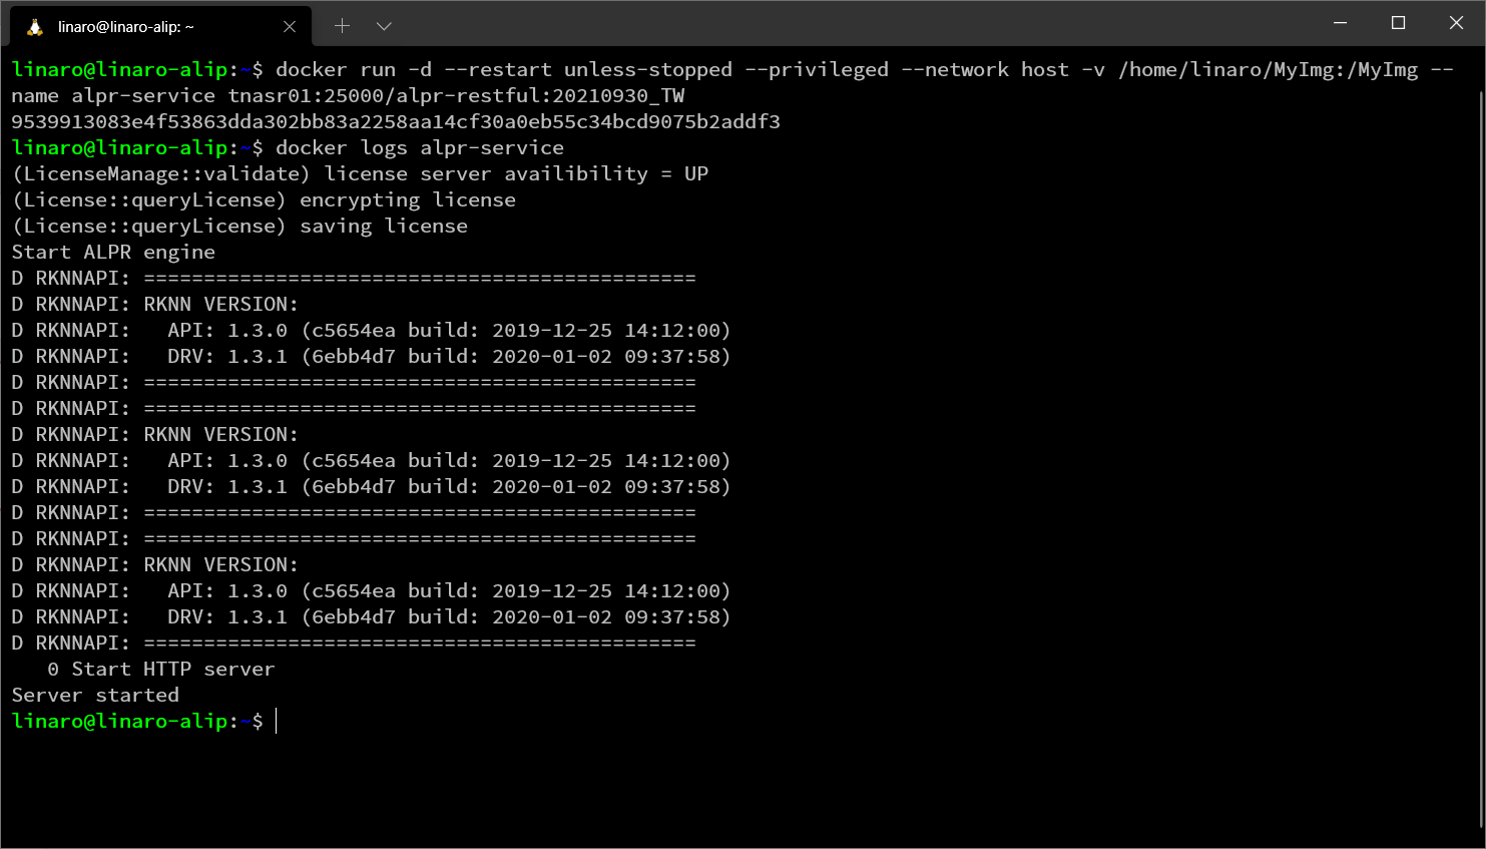 linaro@linaro-alip: ~
linaro@linaro-alip:~$ docker run -d --restart unless-stopped --privileged --network host -v /home/linaro/MyImg:/MyImg --
name alpr-service tnasr01:25000/alpr-restful:20210930_TW
9539913083e4f53863dda302bb83a2258aa14cf30a0eb55c34bcd9075b2addf3
linaro@linaro-alip:~$ docker logs alpr-service
(LicenseManage::validate) license server availibility = UP
(License::queryLicense) encrypting license
(License::queryLicense) saving license
Start ALPR engine
D RKNNAPI: ==============================================
D RKNNAPI: RKNN VERSION:
D RKNNAPI:   API: 1.3.0 (c5654ea build: 2019-12-25 14:12:00)
D RKNNAPI:   DRV: 1.3.1 (6ebb4d7 build: 2020-01-02 09:37:58)
D RKNNAPI: ==============================================
D RKNNAPI: ==============================================
D RKNNAPI: RKNN VERSION:
D RKNNAPI:   API: 1.3.0 (c5654ea build: 2019-12-25 14:12:00)
D RKNNAPI:   DRV: 1.3.1 (6ebb4d7 build: 2020-01-02 09:37:58)
D RKNNAPI: ==============================================
D RKNNAPI: ==============================================
D RKNNAPI: RKNN VERSION:
D RKNNAPI:   API: 1.3.0 (c5654ea build: 2019-12-25 14:12:00)
D RKNNAPI:   DRV: 1.3.1 (6ebb4d7 build: 2020-01-02 09:37:58)
D RKNNAPI: ==============================================
   0 Start HTTP server
Server started
linaro@linaro-alip:~$